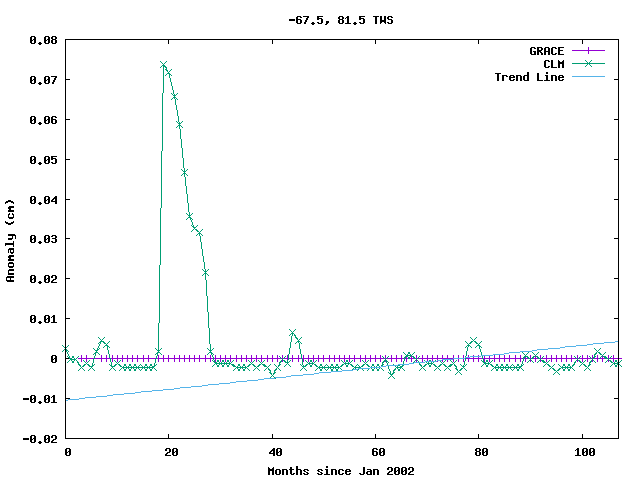 -67.5, 81.5 TWS
GRACE
CLM
Trend Line
0.08
0.07
0.06
0.05
0.04
0.03
0.02
0.01
0
-0.01
-0.02
Anomaly (cm)
0 20 40 60 80 100
Months since Jan 2002